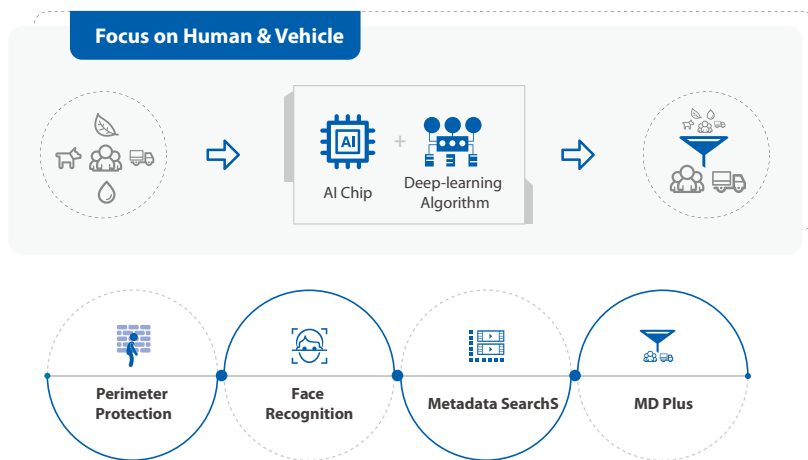 Focus on Human & Vehicle
AI
+
AI Chip
Deep-learning
Algorithm
Perimeter
Protection
Face
Recognition
Metadata SearchS
MD Plus